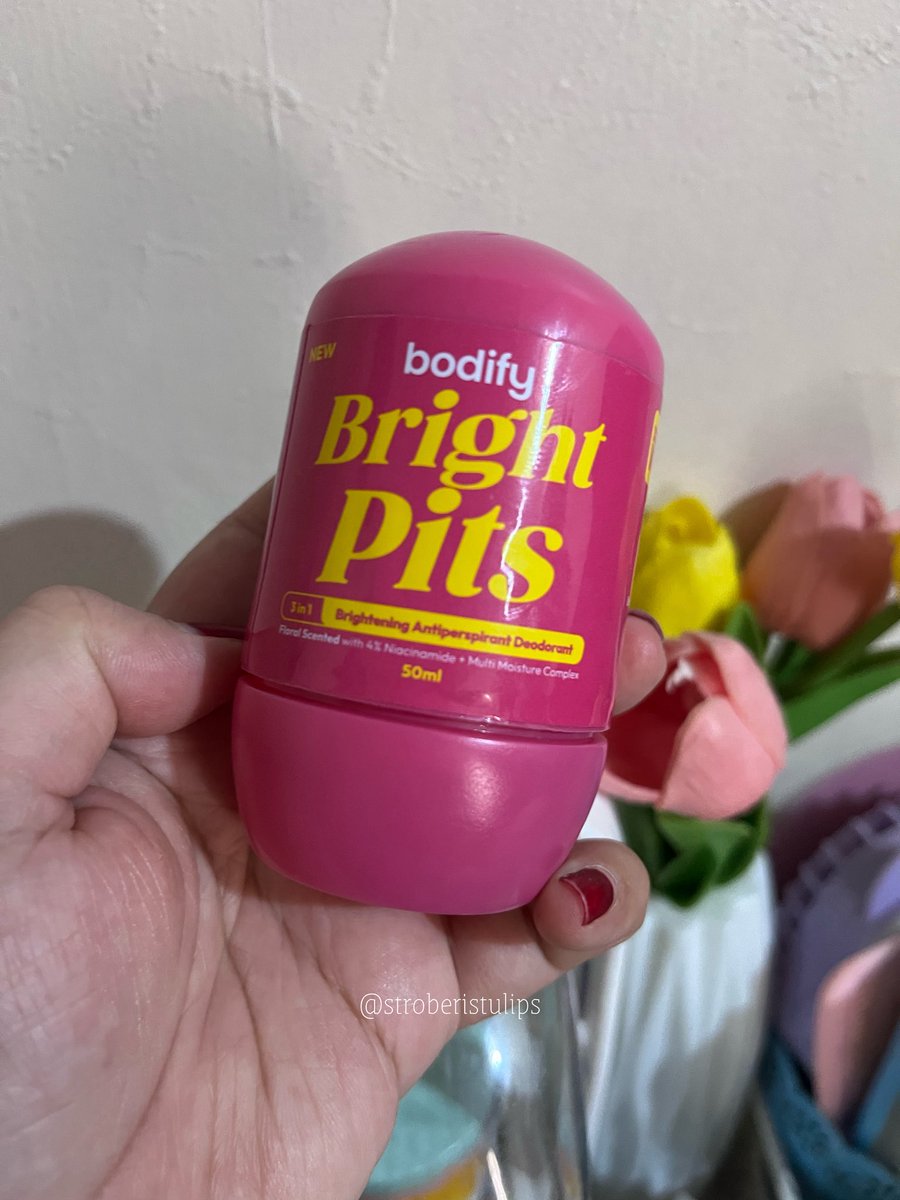 NEW
bodify
Bright
Pits
3 in 1 Brightening Antiperspirant Deodorant
Floral Scented with 4% Niacinamide + Multi Moisture Complex
50ml
@stroberistulips